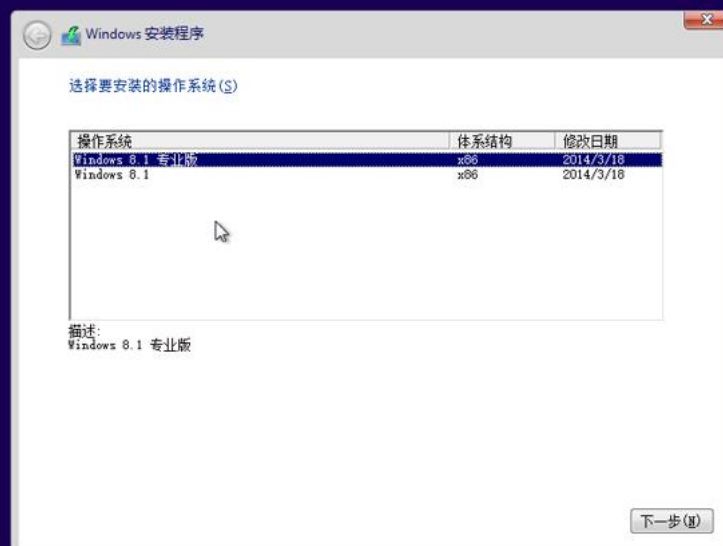 Windows 安装程序
选择要安装的操作系统(S)
操作系统 体系结构 修改日期
Windows 8.1 专业版 x86 2014/3/18
Windows 8.1 x86 2014/3/18
描述:
Windows 8.1 专业版
下一步(N)